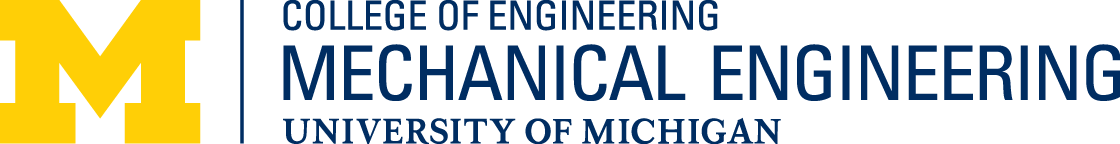 M
COLLEGE OF ENGINEERING
MECHANICAL ENGINEERING
UNIVERSITY OF MICHIGAN